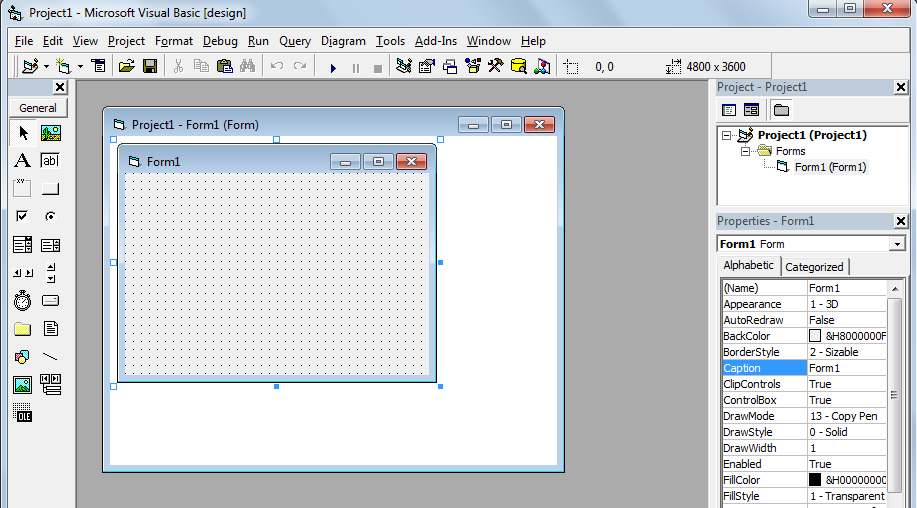 Project1 - Microsoft Visual Basic [design]
File Edit View Project Format Debug Run Query Diagram Tools Add-Ins Window Help
0, 0 4800 x 3600
General
A ab|
xy
OLE
Project1 - Form1 (Form)
Form1
Project - Project1
Project1 (Project1)
Forms
Form1 (Form1)
Properties - Form1
Form1 Form
Alphabetic Categorized
(Name) Form1
Appearance 1 - 3D
AutoRedraw False
BackColor &H8000000F
BorderStyle 2 - Sizable
Caption Form1
ClipControls True
ControlBox True
DrawMode 13 - Copy Pen
DrawStyle 0 - Solid
DrawWidth 1
Enabled True
FillColor &H00000000
FillStyle 1 - Transparent